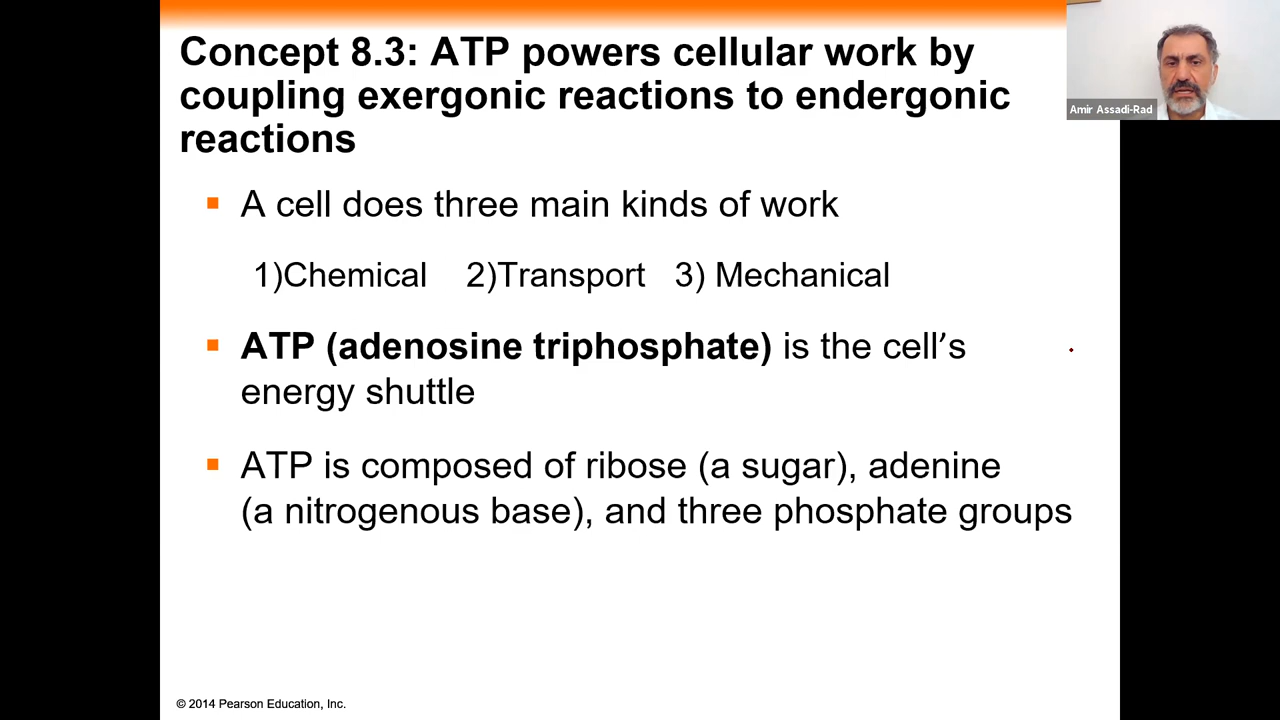 Concept 8.3: ATP powers cellular work by
coupling exergonic reactions to endergonic
reactions
Amir Assadi-Rad
A cell does three main kinds of work
1)Chemical 2)Transport 3) Mechanical
ATP (adenosine triphosphate) is the cell’s
energy shuttle
ATP is composed of ribose (a sugar), adenine
(a nitrogenous base), and three phosphate groups
© 2014 Pearson Education, Inc.